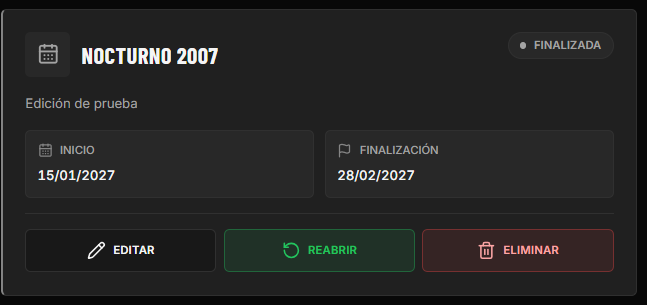 NOCTURNO 2007
FINALIZADA
Edición de prueba
INICIO
15/01/2027
FINALIZACIÓN
28/02/2027
EDITAR
REABRIR
ELIMINAR